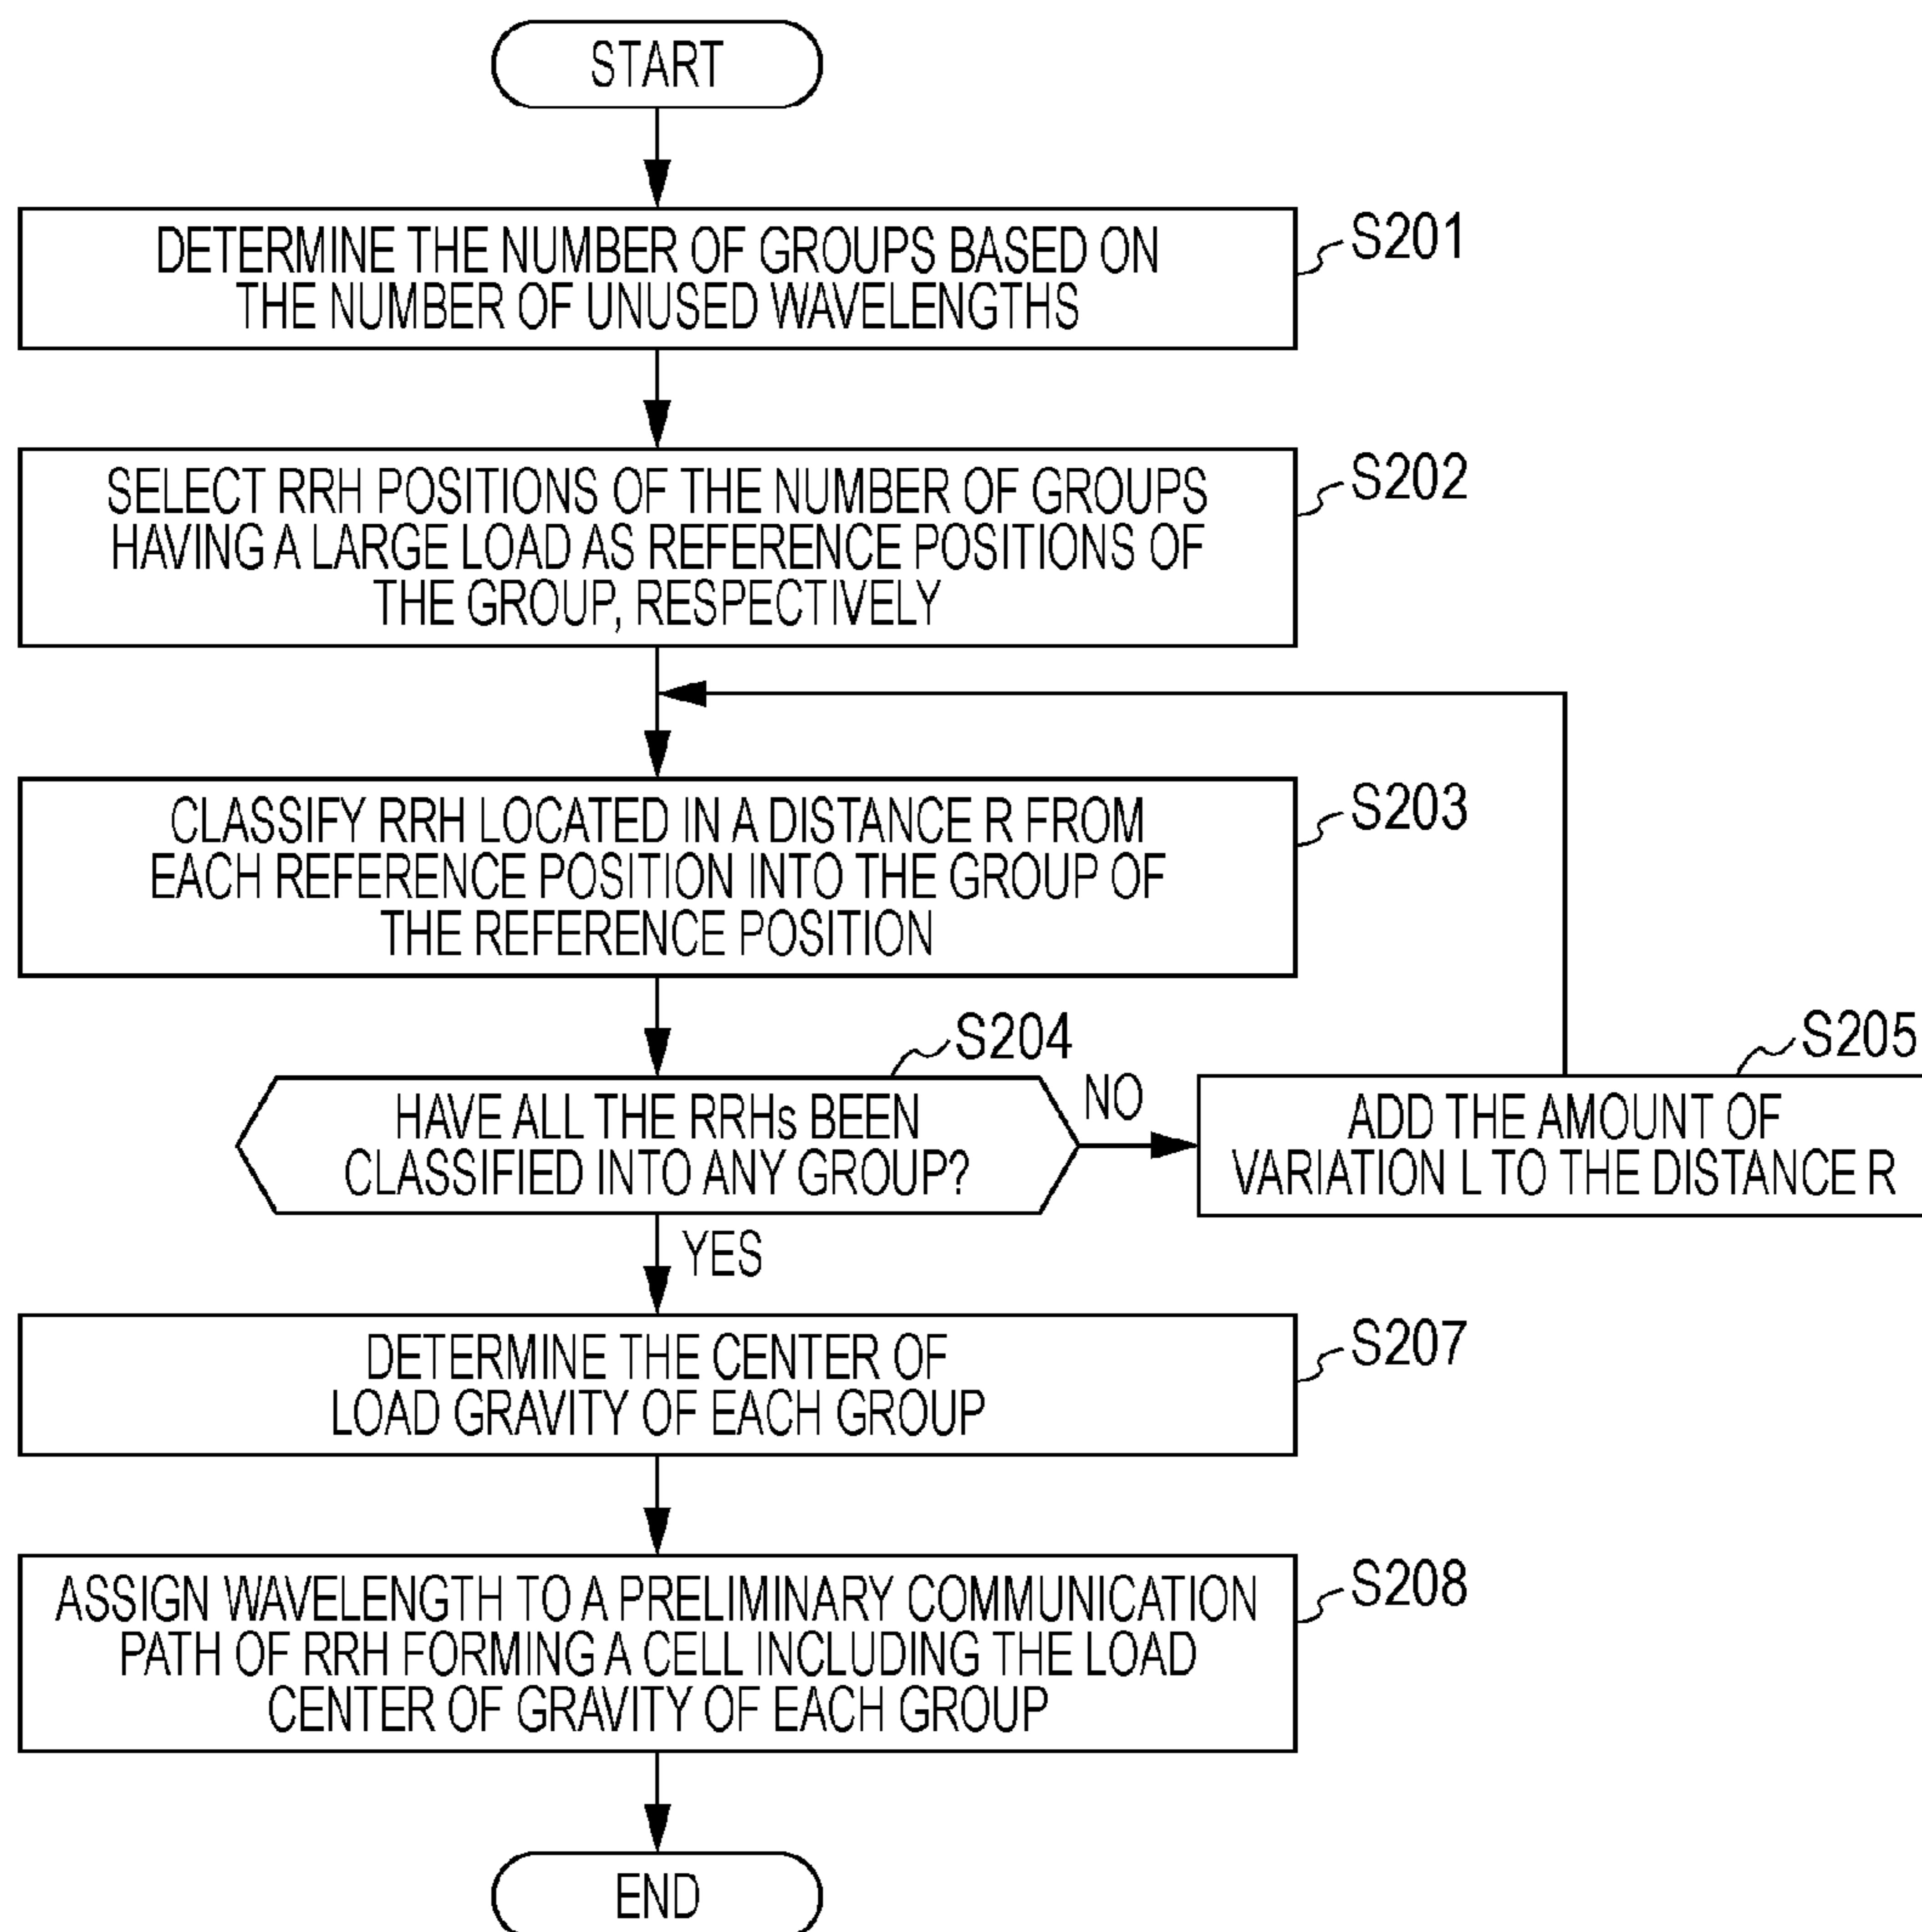 START
DETERMINE THE NUMBER OF GROUPS BASED ON
THE NUMBER OF UNUSED WAVELENGTHS
S201
SELECT RRH POSITIONS OF THE NUMBER OF GROUPS
HAVING A LARGE LOAD AS REFERENCE POSITIONS OF
THE GROUP, RESPECTIVELY
S202
CLASSIFY RRH LOCATED IN A DISTANCE R FROM
EACH REFERENCE POSITION INTO THE GROUP OF
THE REFERENCE POSITION
S203
HAVE ALL THE RRHs BEEN
CLASSIFIED INTO ANY GROUP?
S204
NO
ADD THE AMOUNT OF
VARIATION L TO THE DISTANCE R
S205
YES
DETERMINE THE CENTER OF
LOAD GRAVITY OF EACH GROUP
S207
ASSIGN WAVELENGTH TO A PRELIMINARY COMMUNICATION
PATH OF RRH FORMING A CELL INCLUDING THE LOAD
CENTER OF GRAVITY OF EACH GROUP
S208
END